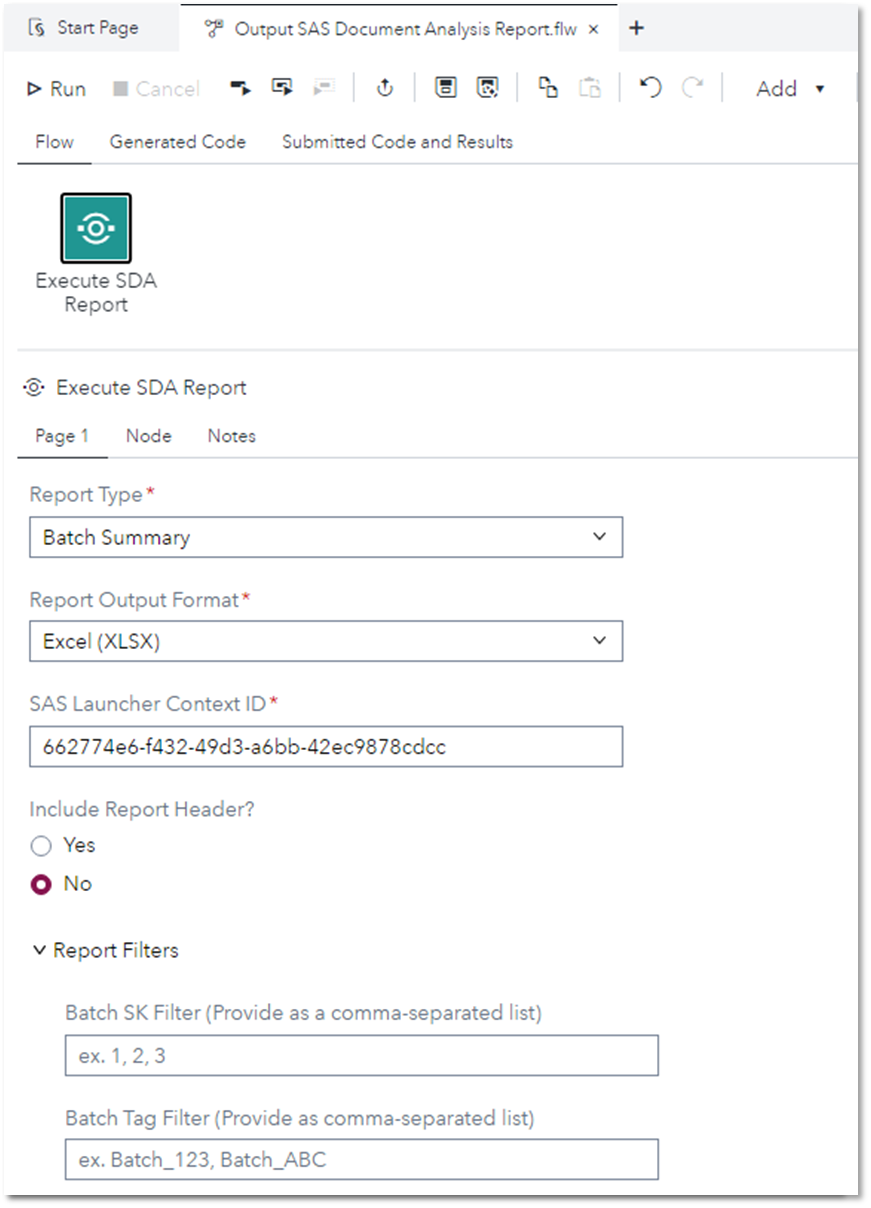 Start Page
Output SAS Document Analysis Report.flw × +
Run Cancel Add
Flow Generated Code Submitted Code and Results
Execute SDA
Report
Execute SDA Report
Page 1 Node Notes
Report Type*
Batch Summary
Report Output Format*
Excel (XLSX)
SAS Launcher Context ID*
662774e6-f432-49d3-a6bb-42ec9878cdcc
Include Report Header?
Yes
No
Report Filters
Batch SK Filter (Provide as a comma-separated list)
ex. 1, 2, 3
Batch Tag Filter (Provide as comma-separated list)
ex. Batch_123, Batch_ABC